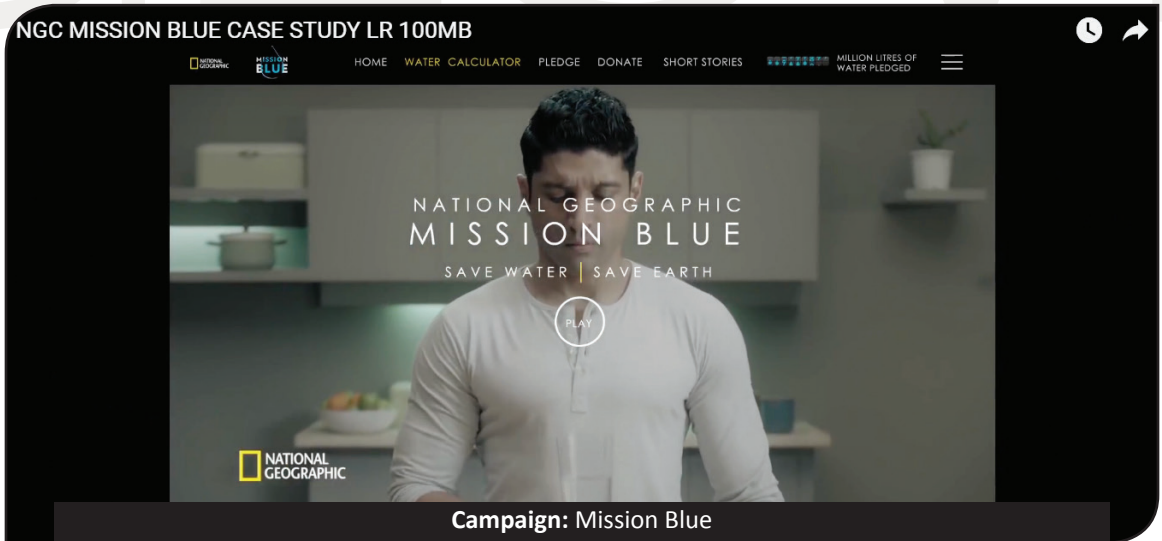 NGC MISSION BLUE CASE STUDY LR 100MB
NATIONAL
GEOGRAPHIC
MISSION
BLUE
HOME WATER CALCULATOR PLEDGE DONATE SHORT STORIES
MILLION LITRES OF
WATER PLEDGED
NATIONAL GEOGRAPHIC
MISSION BLUE
SAVE WATER | SAVE EARTH
PLAY
NATIONAL
GEOGRAPHIC
Campaign: Mission Blue